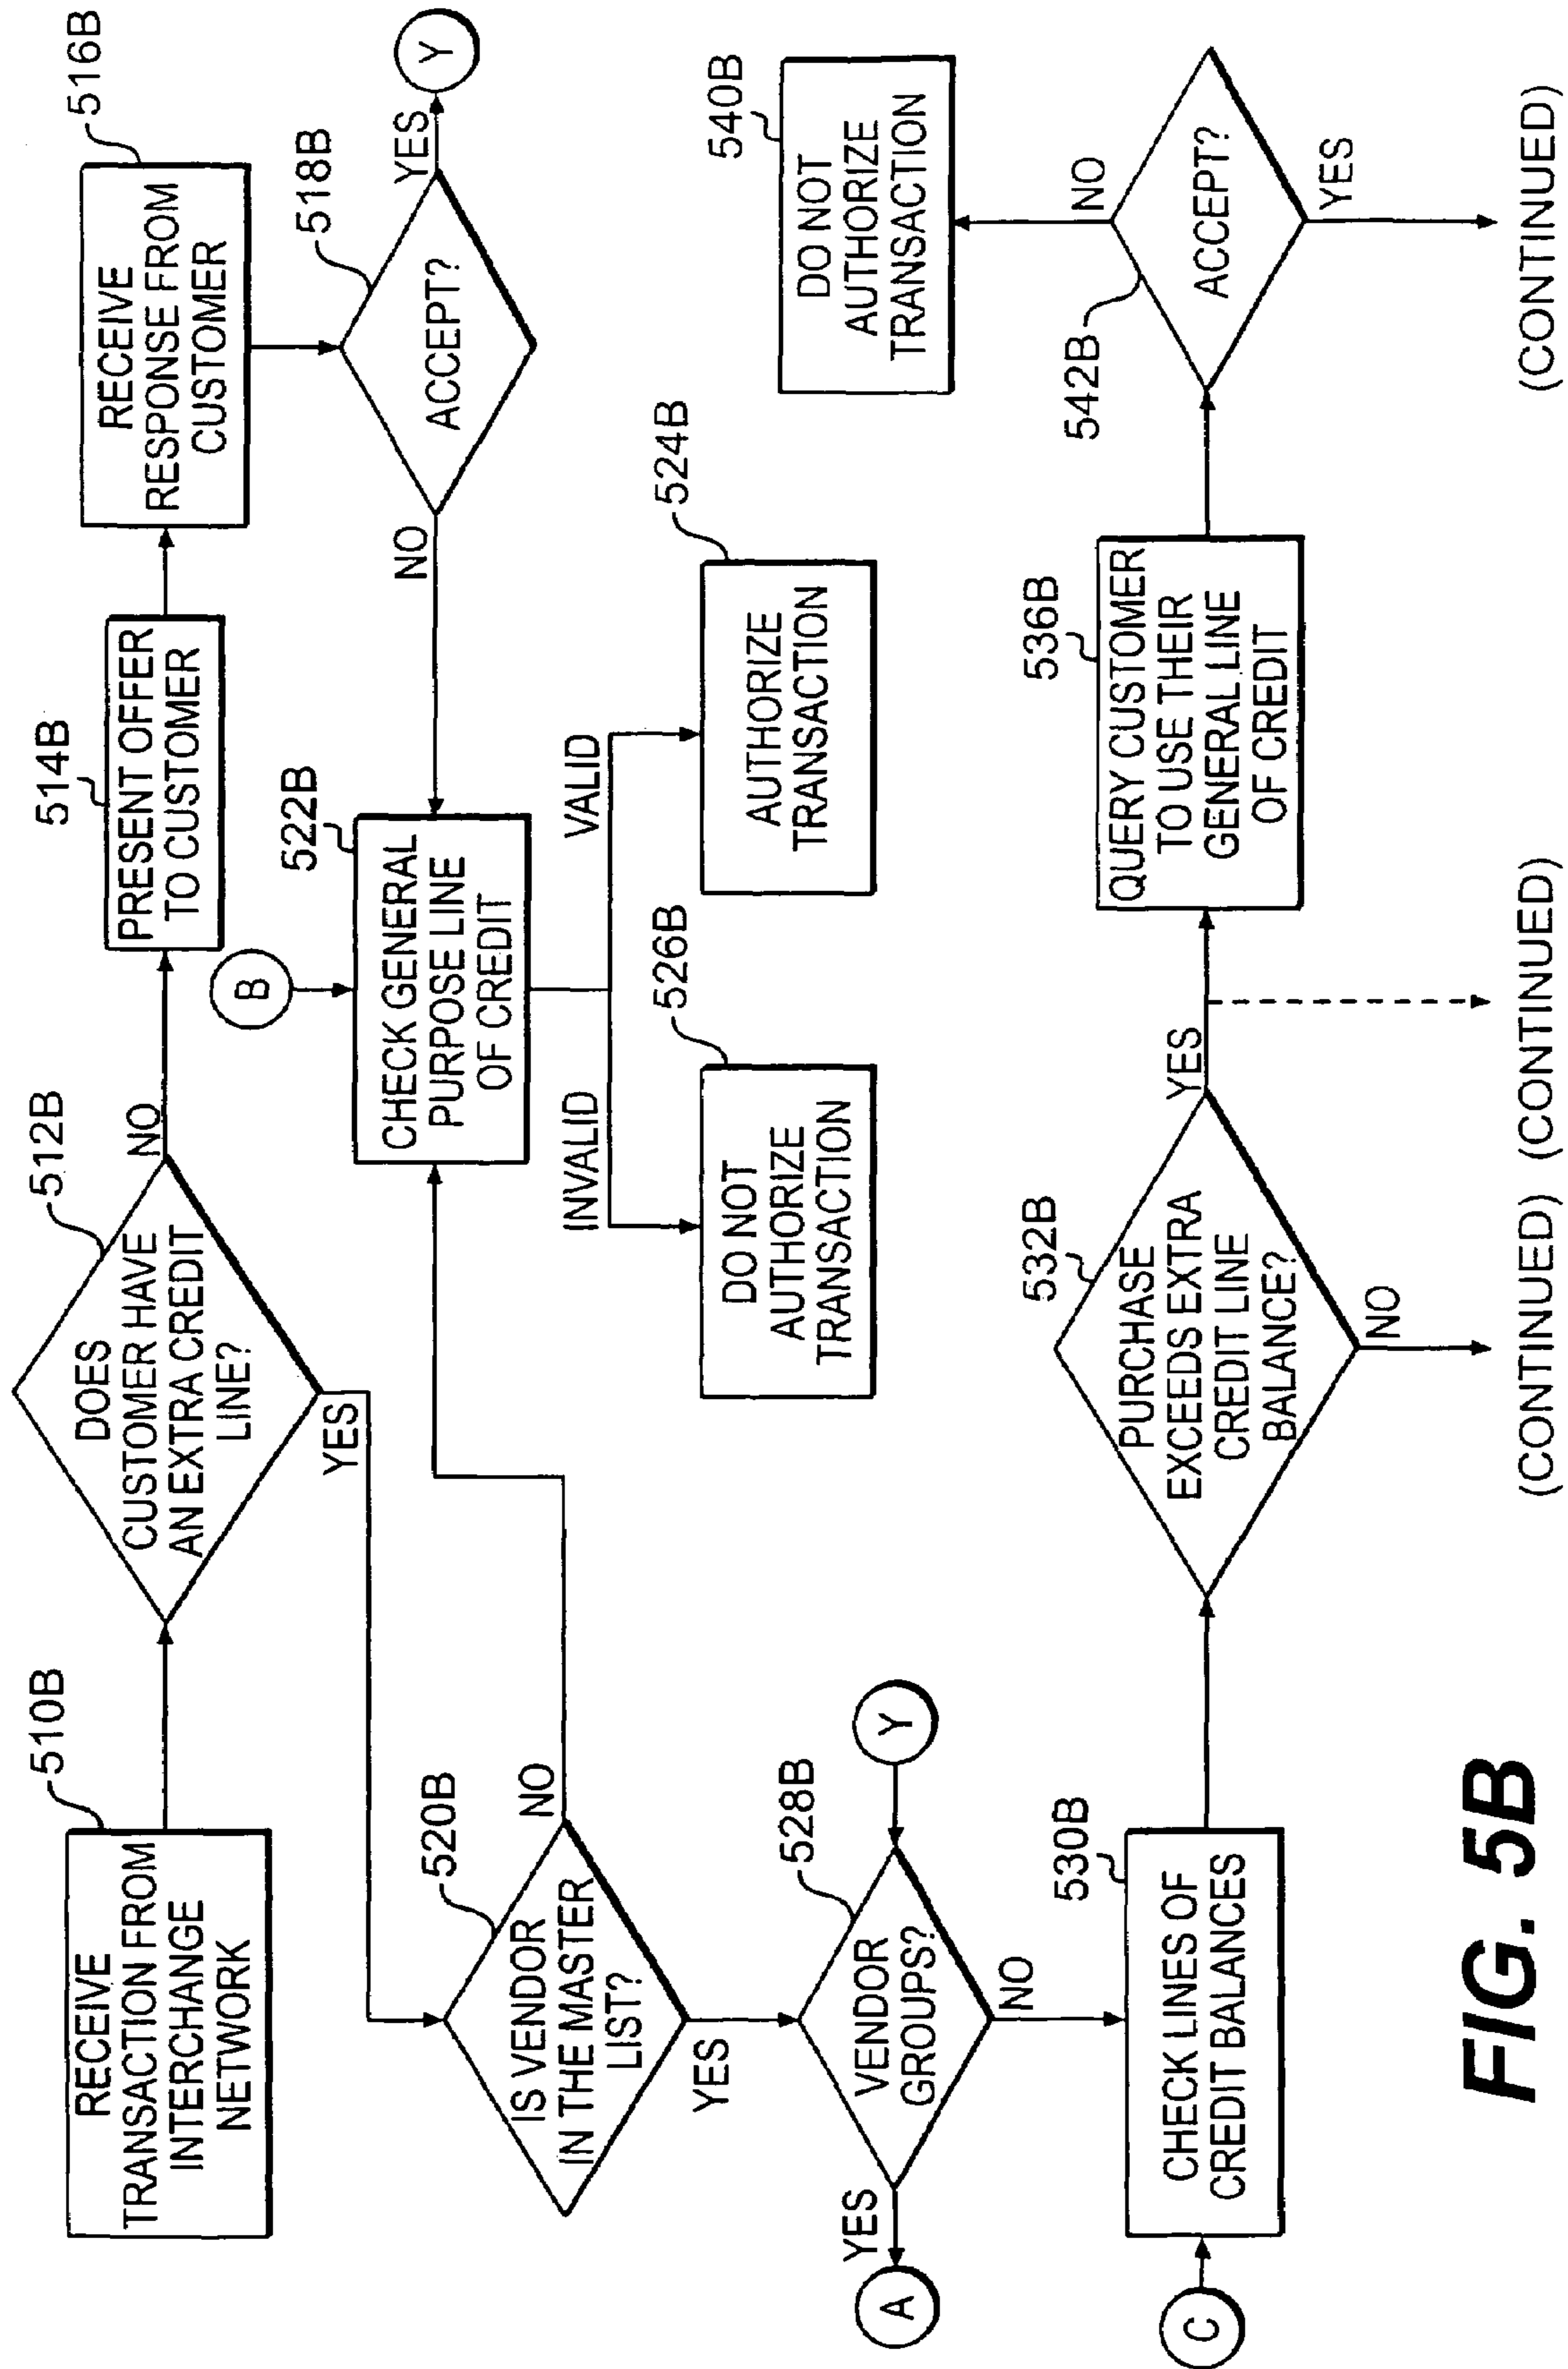 510B
RECEIVE
TRANSACTION FROM
INTERCHANGE
NETWORK
512B
DOES
CUSTOMER HAVE
AN EXTRA CREDIT
LINE?
NO
YES
514B
PRESENT OFFER
TO CUSTOMER
516B
RECEIVE
RESPONSE FROM
CUSTOMER
518B
ACCEPT?
YES
Y
NO
B
522B
CHECK GENERAL
PURPOSE LINE
OF CREDIT
INVALID
VALID
526B
DO NOT
AUTHORIZE
TRANSACTION
524B
AUTHORIZE
TRANSACTION
520B
IS VENDOR
IN THE MASTER
LIST?
NO
YES
528B
VENDOR
GROUPS?
Y
YES
A
NO
530B
CHECK LINES OF
CREDIT BALANCES
C
532B
PURCHASE
EXCEEDS EXTRA
CREDIT LINE
BALANCE?
YES
NO
536B
QUERY CUSTOMER
TO USE THEIR
GENERAL LINE
OF CREDIT
540B
DO NOT
AUTHORIZE
TRANSACTION
542B
NO
ACCEPT?
YES
(CONTINUED)
(CONTINUED)
(CONTINUED)
FIG. 5B